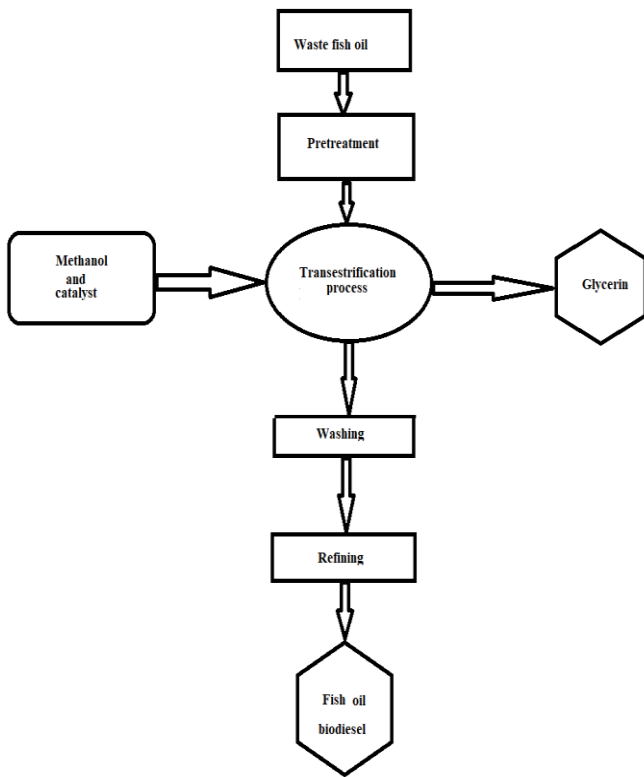 Waste fish oil
Pretreatment
Methanol
and
catalyst
Transestrification
process
Glycerin
Washing
Refining
Fish oil
biodiesel